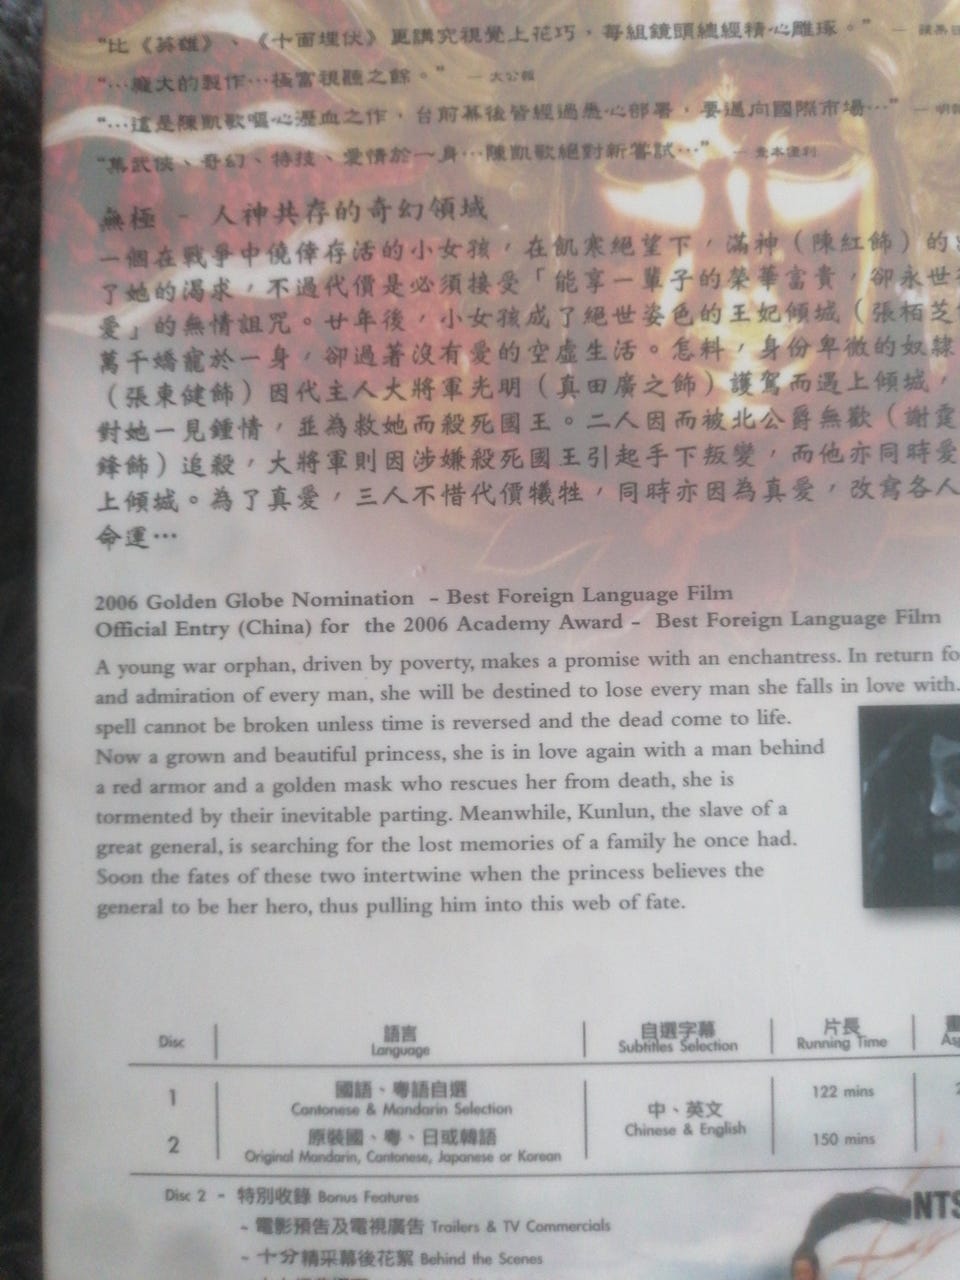 “比《英雄》、《十面埋伏》更講究視覺上花巧，每組鏡頭總經精心雕琢。” —
“…龐大的製作…極富視聽之餘。” — 大公報
“…這是陳凱歌嘔心瀝血之作，台前幕後皆經過悉心部署，要邁向國際市場…” — 明
“集武俠、奇幻、特技、愛情於一身…陳凱歌絕對新嘗試…” —
無極 - 人神共存的奇幻領域
一個在戰爭中僥倖存活的小女孩，在飢寒絕望下，滿神（陳紅飾）的
了她的渴求，不過代價是必須接受「能享一輩子的榮華富貴，卻永世
愛」的無情詛咒。廿年後，小女孩成了絕世姿色的王妃傾城（張栢芝
萬千嬌寵於一身，卻過著沒有愛的空虛生活。怎料，身份卑微的奴隸
（張東健飾）因代主人大將軍光明（真田廣之飾）護駕而遇上傾城，
對她一見鍾情，並為救她而殺死國王。二人因而被北公爵無歡（謝霆
鋒飾）追殺，大將軍則因涉嫌殺死國王引起手下叛變，而他亦同時愛
上傾城。為了真愛，三人不惜代價犧牲，同時亦因為真愛，改寫各人
命運…
2006 Golden Globe Nomination - Best Foreign Language Film
Official Entry (China) for the 2006 Academy Award - Best Foreign Language Film
A young war orphan, driven by poverty, makes a promise with an enchantress. In return fo
and admiration of every man, she will be destined to lose every man she falls in love with.
spell cannot be broken unless time is reversed and the dead come to life.
Now a grown and beautiful princess, she is in love again with a man behind
a red armor and a golden mask who rescues her from death, she is
tormented by their inevitable parting. Meanwhile, Kunlun, the slave of a
great general, is searching for the lost memories of a family he once had.
Soon the fates of these two intertwine when the princess believes the
general to be her hero, thus pulling him into this web of fate.
Disc 語言 自選字幕 片長
Language Subtitles Selection Running Time
1 國語、粵語自選 122 mins
Cantonese & Mandarin Selection 中、英文
2 原裝國、粵、日或韓語 Chinese & English 150 mins
Original Mandarin, Cantonese, Japanese or Korean
Disc 2 - 特別收錄 Bonus Features
- 電影預告及電視廣告 Trailers & TV Commercials
- 十分精采幕後花絮 Behind the Scenes
NTS